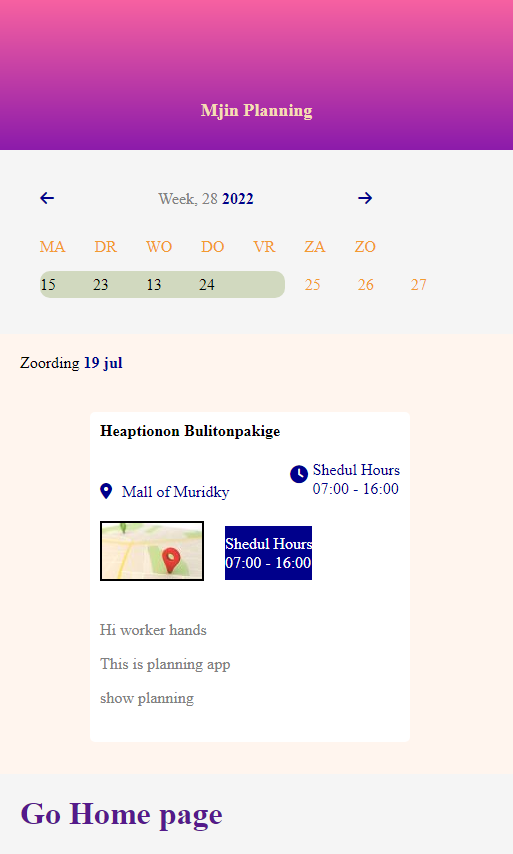 Mjin Planning
Week, 28 2022
MA DR WO DO VR ZA ZO
15 23 13 24 25 26 27
Zoording 19 jul
Heaptionon Bulitonpakige
Mall of Muridky
Shedul Hours
07:00 - 16:00
Shedul Hours
07:00 - 16:00
Hi worker hands
This is planning app
show planning
Go Home page